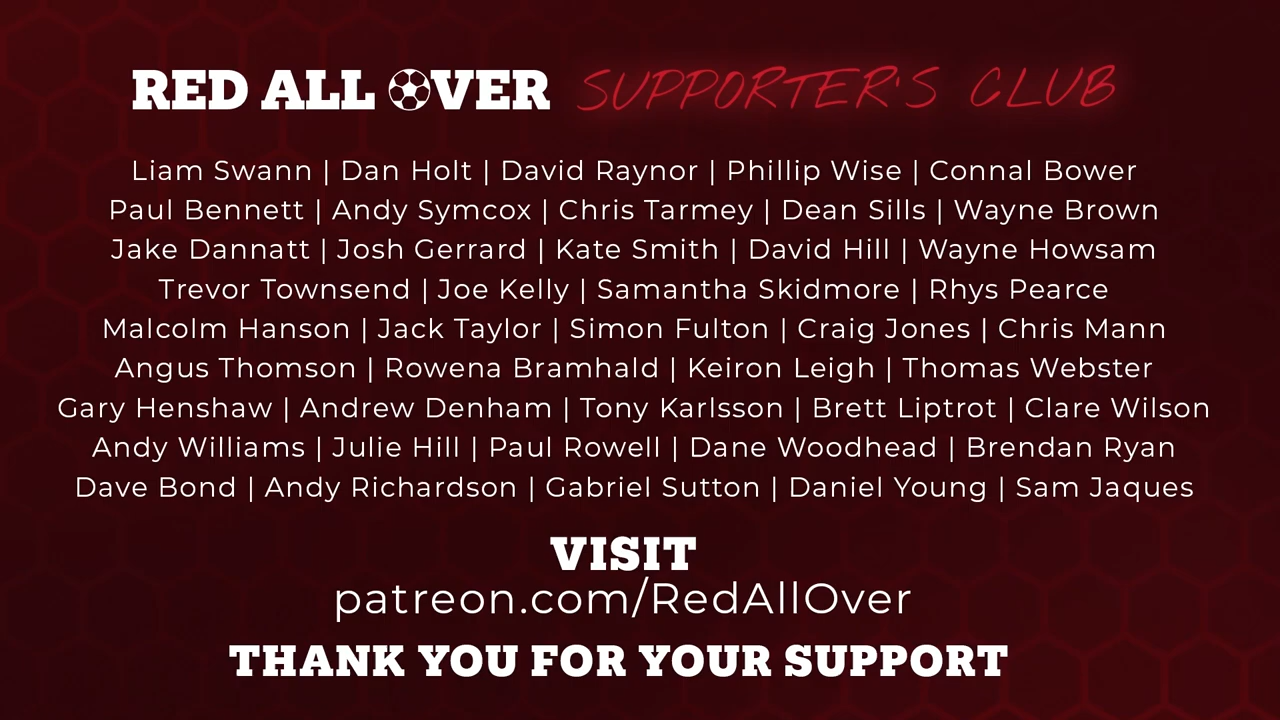 RED ALL OVER SUPPORTER'S CLUB
Liam Swann | Dan Holt | David Raynor | Phillip Wise | Connal Bower
Paul Bennett | Andy Symcox | Chris Tarmey | Dean Sills | Wayne Brown
Jake Dannatt | Josh Gerrard | Kate Smith | David Hill | Wayne Howsam
Trevor Townsend | Joe Kelly | Samantha Skidmore | Rhys Pearce
Malcolm Hanson | Jack Taylor | Simon Fulton | Craig Jones | Chris Mann
Angus Thomson | Rowena Bramhald | Keiron Leigh | Thomas Webster
Gary Henshaw | Andrew Denham | Tony Karlsson | Brett Liptrot | Clare Wilson
Andy Williams | Julie Hill | Paul Rowell | Dane Woodhead | Brendan Ryan
Dave Bond | Andy Richardson | Gabriel Sutton | Daniel Young | Sam Jaques
VISIT
patreon.com/RedAllOver
THANK YOU FOR YOUR SUPPORT